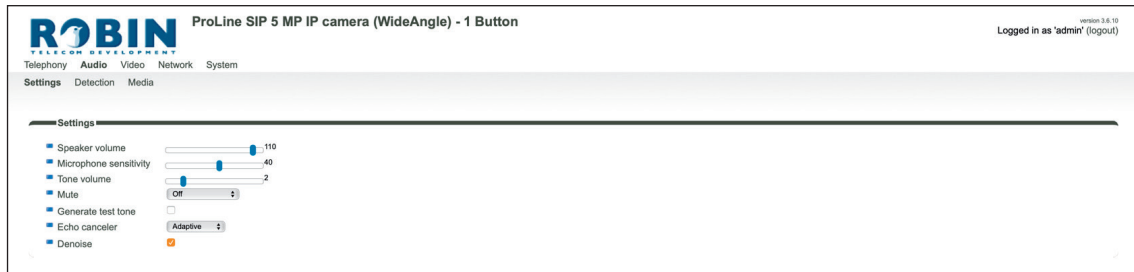 ROBIN
TELECOM DEVELOPMENT
ProLine SIP 5 MP IP camera (WideAngle) - 1 Button
version 3.6.10
Logged in as 'admin' (logout)
Telephony Audio Video Network System
Settings Detection Media
Settings
Speaker volume 110
Microphone sensitivity 40
Tone volume 2
Mute Off
Generate test tone
Echo canceler Adaptive
Denoise